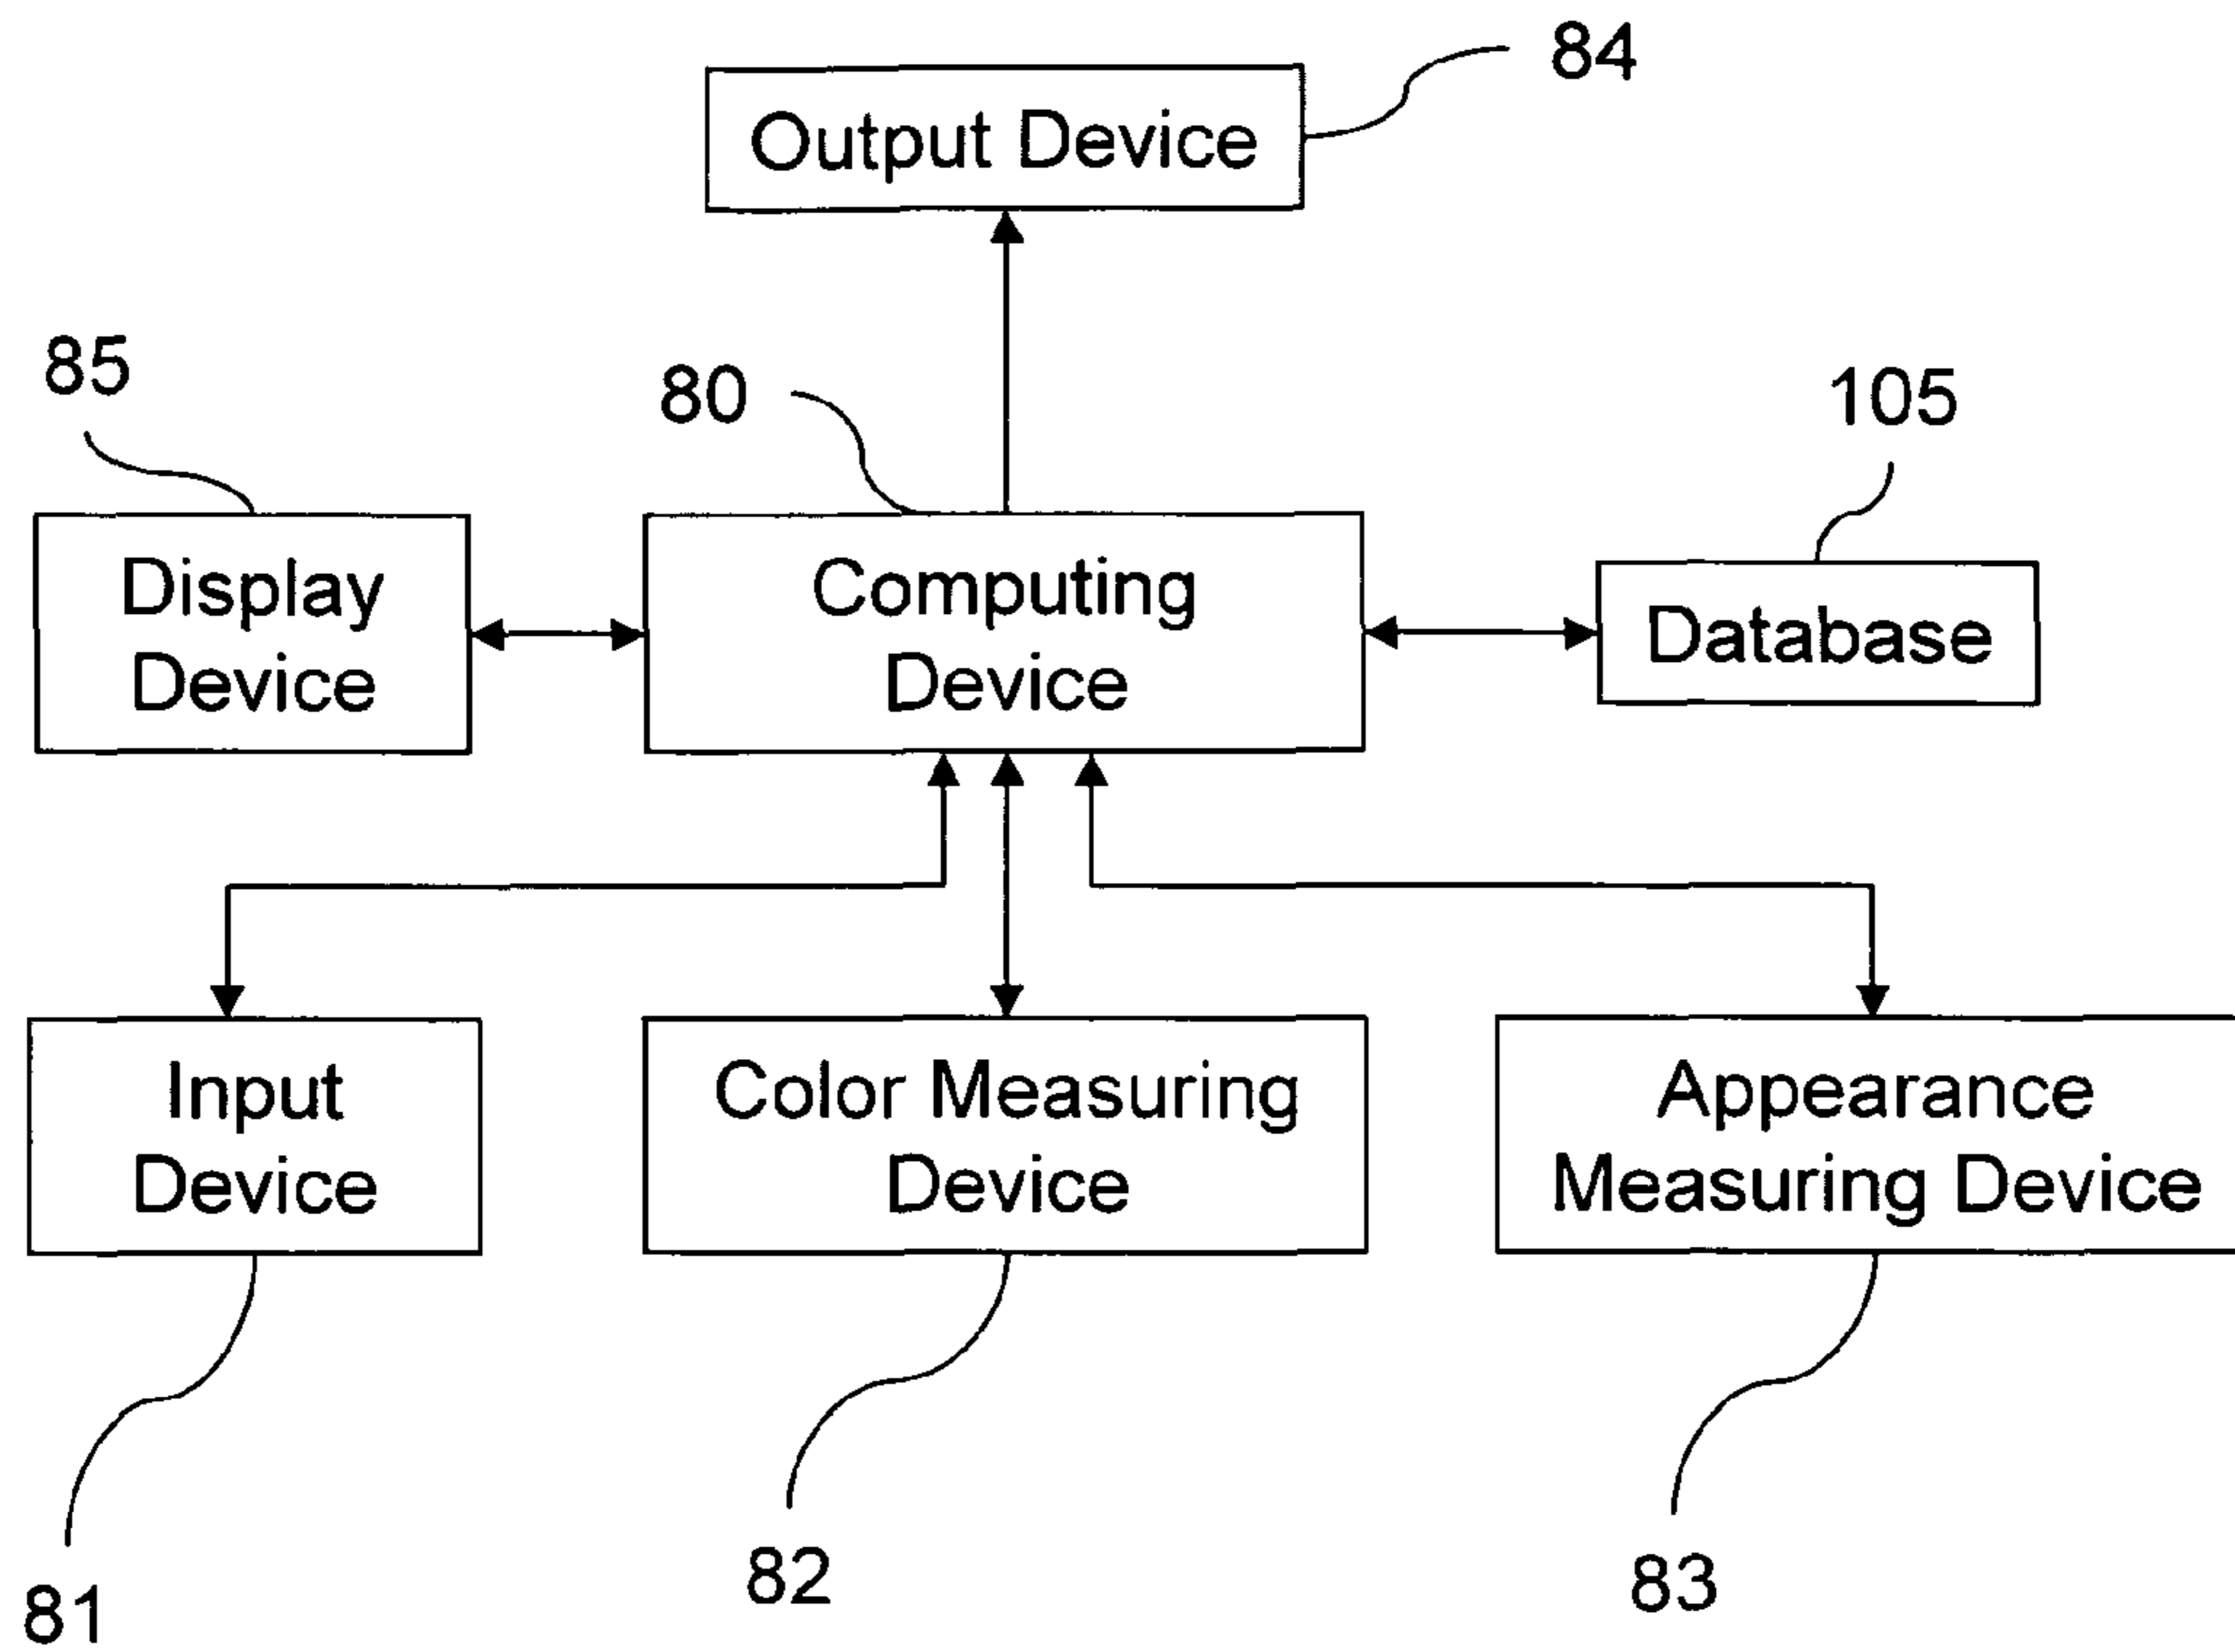 84
Output Device
85
80
105
Display
Device
Computing
Device
Database
Input
Device
Color Measuring
Device
Appearance
Measuring Device
81
82
83